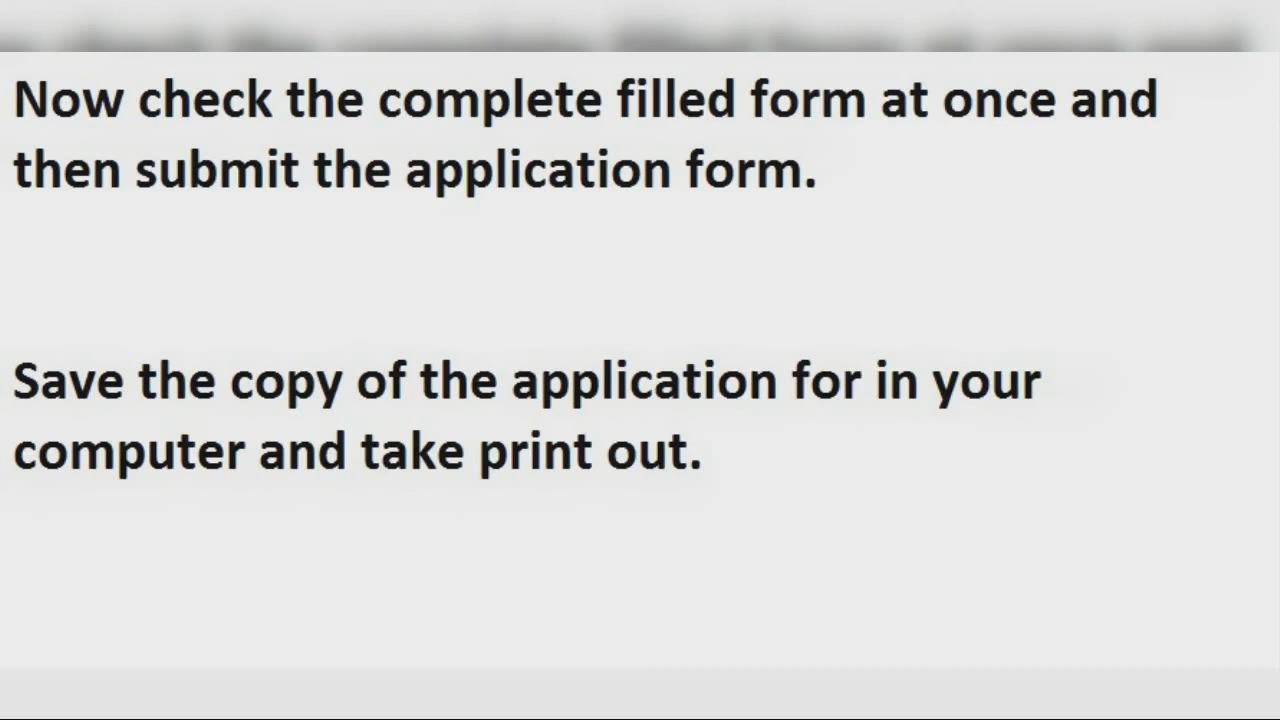 Now check the complete filled form at once and
then submit the application form.
Save the copy of the application for in your
computer and take print out.